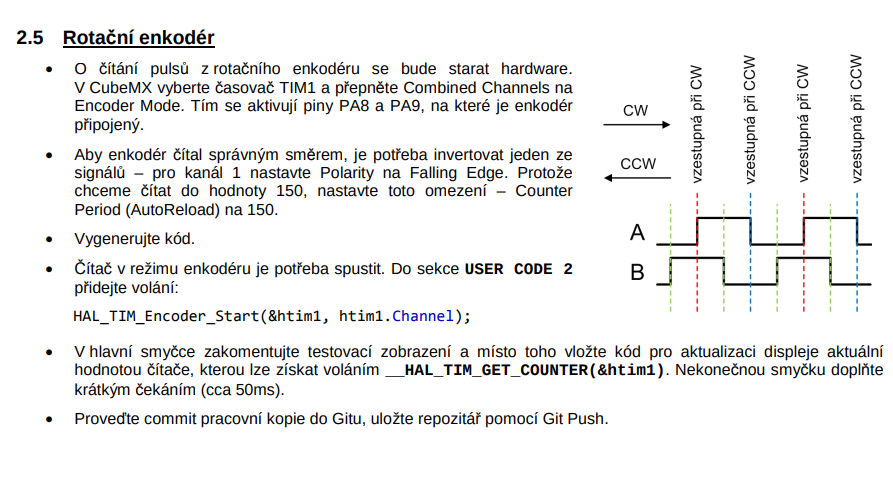 2.5 Rotační enkodér
• O čítání pulsů z rotačního enkodéru se bude starat hardware.
V CubeMX vyberte časovač TIM1 a přepněte Combined Channels na
Encoder Mode. Tím se aktivují piny PA8 a PA9, na které je enkodér
připojený.
• Aby enkodér čítal správným směrem, je potřeba invertovat jeden ze
signálů – pro kanál 1 nastavte Polarity na Falling Edge. Protože
chceme čítat do hodnoty 150, nastavte toto omezení – Counter
Period (AutoReload) na 150.
• Vygenerujte kód.
• Čítač v režimu enkodéru je potřeba spustit. Do sekce USER CODE 2
přidejte volání:
HAL_TIM_Encoder_Start(&htim1, htim1.Channel);
CW
CCW
vzestupná při CW
vzestupná při CCW
vzestupná při CW
vzestupná při CCW
A
B
• V hlavní smyčce zakomentujte testovací zobrazení a místo toho vložte kód pro aktualizaci displeje aktuální
hodnotou čítače, kterou lze získat voláním __HAL_TIM_GET_COUNTER(&htim1). Nekonečnou smyčku doplňte
krátkým čekáním (cca 50ms).
• Proveďte commit pracovní kopie do Gitu, uložte repozitář pomocí Git Push.